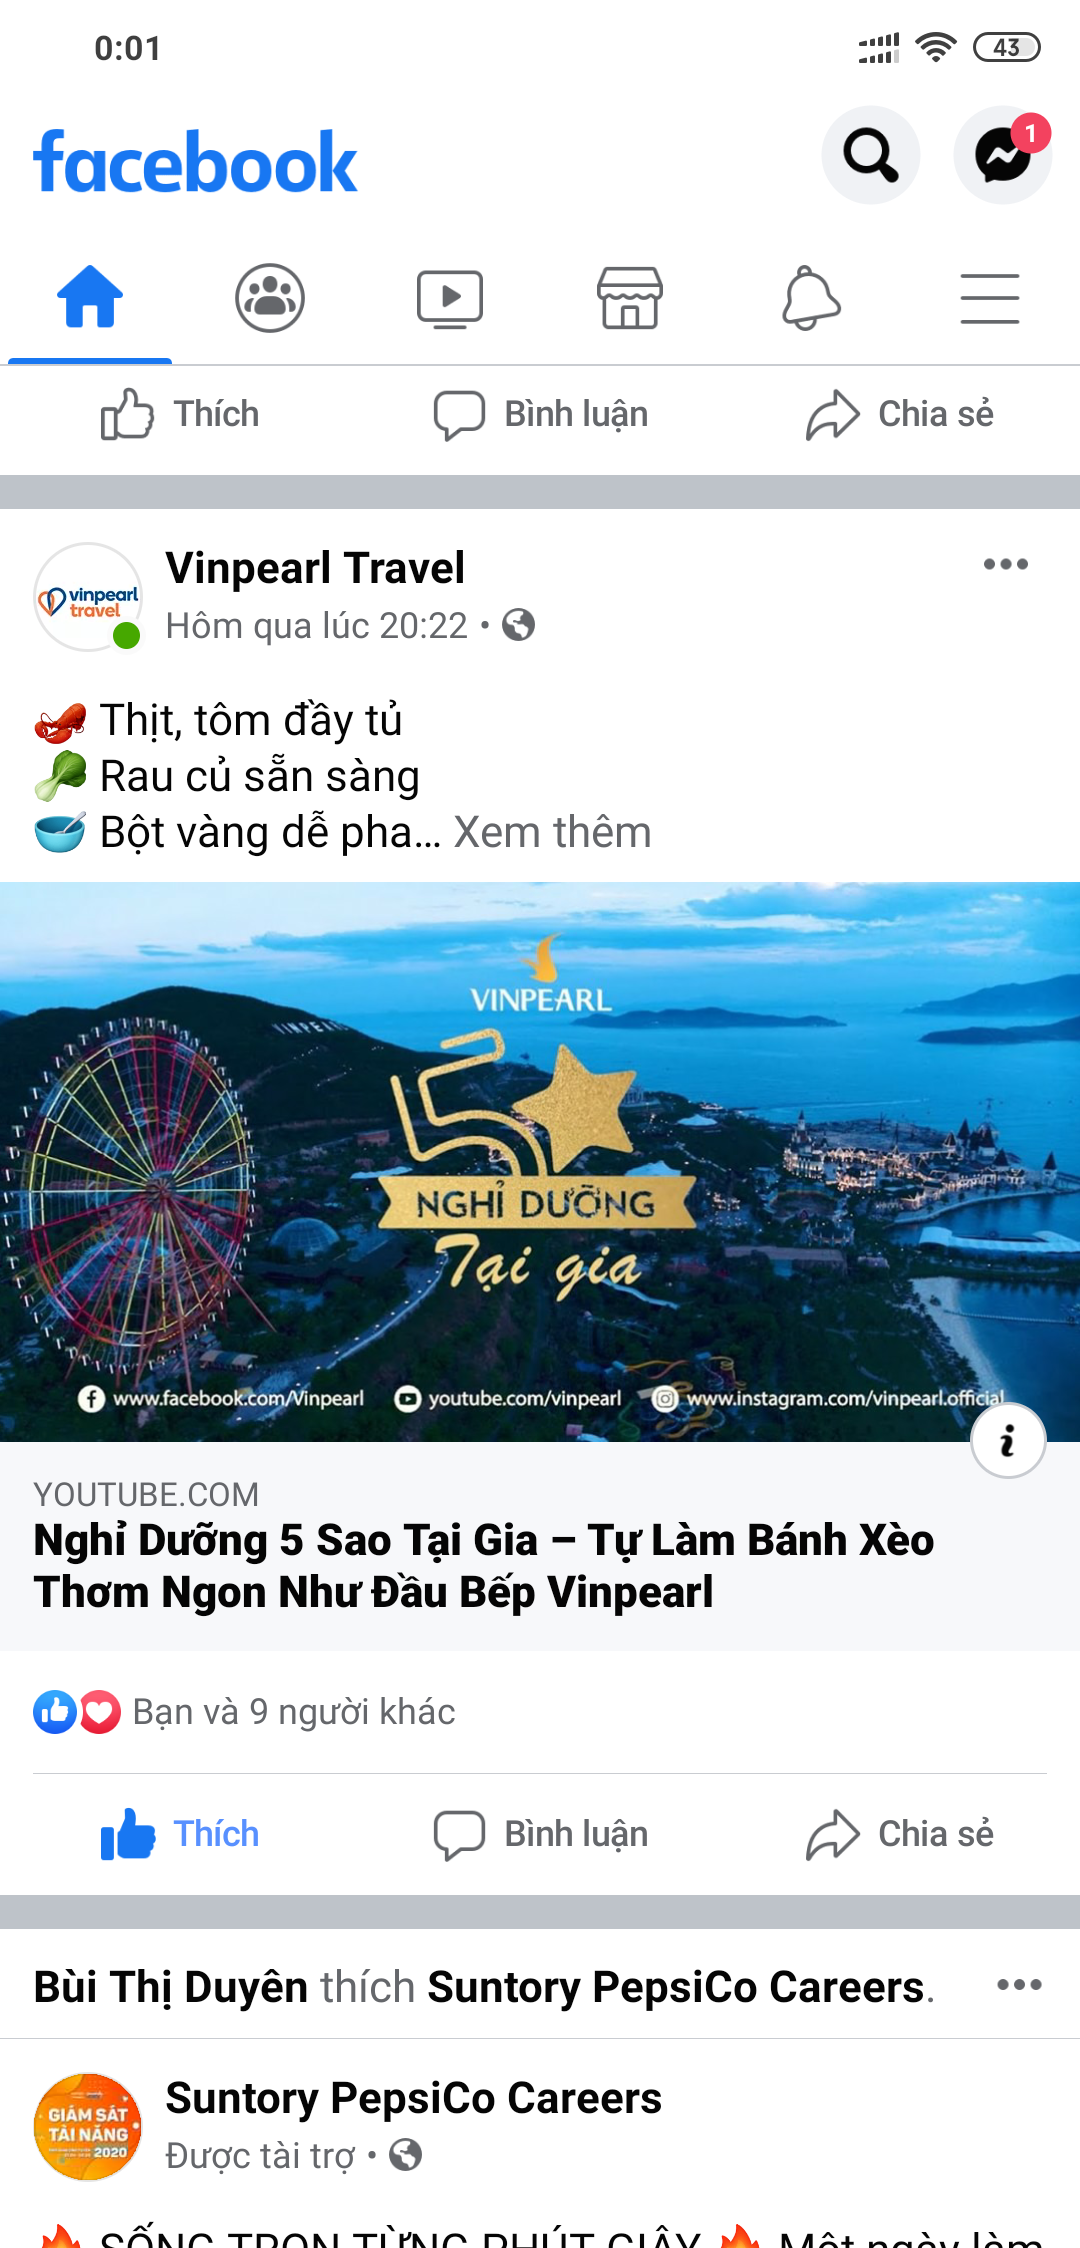 0:01
43
facebook
1
Thích
Bình luận
Chia sẻ
Vinpearl Travel
vinpearl
travel
Hôm qua lúc 20:22
Thịt, tôm đầy tủ
Rau củ sẵn sàng
Bột vàng dễ pha... Xem thêm
VINPEARL
VINPEARL
5
NGHỈ DƯỠNG
Tại gia
www.facebook.com/Vinpearl
youtube.com/vinpearl
www.instagram.com/vinpearl.official
i
YOUTUBE.COM
Nghỉ Dưỡng 5 Sao Tại Gia – Tự Làm Bánh Xèo
Thơm Ngon Như Đầu Bếp Vinpearl
Bạn và 9 người khác
Thích
Bình luận
Chia sẻ
Bùi Thị Duyên thích Suntory PepsiCo Careers.
Suntory PepsiCo Careers
GIÁM SÁT
TÀI NĂNG
2020
Được tài trợ
SỐNG TRỌN TỪNG PHÚT GIÂY Một ngày làm